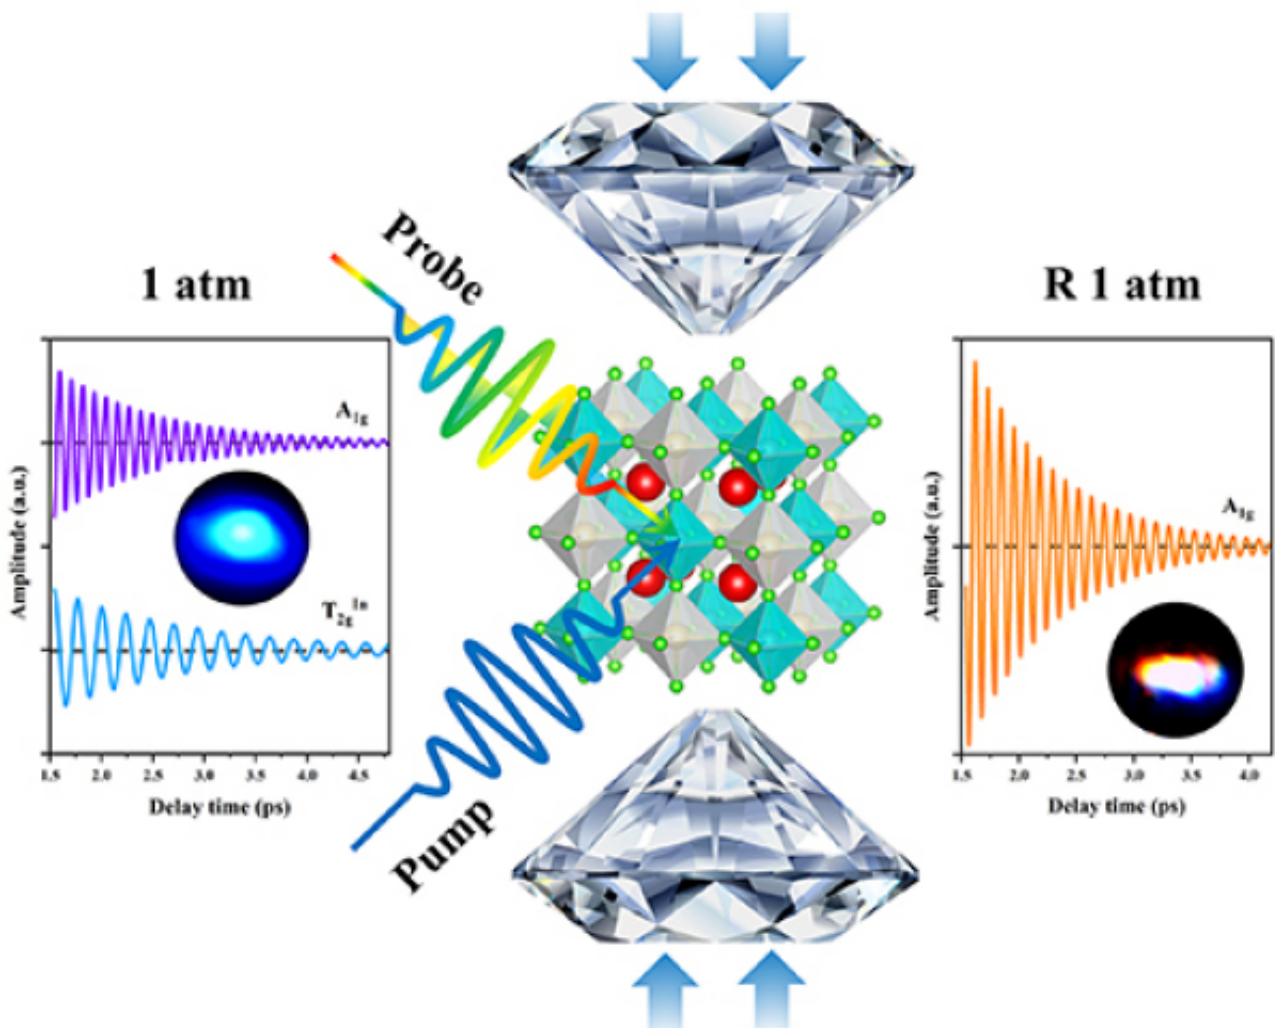 Probe
1 atm
R 1 atm
A1g
T2g
A1g
Amplitude (a.u.)
Amplitude (a.u.)
1.5 2.0 2.5 3.0 3.5 4.0 4.5
Delay time (ps)
1.5 2.0 2.5 3.0 3.5 4.0
Delay time (ps)
Pump